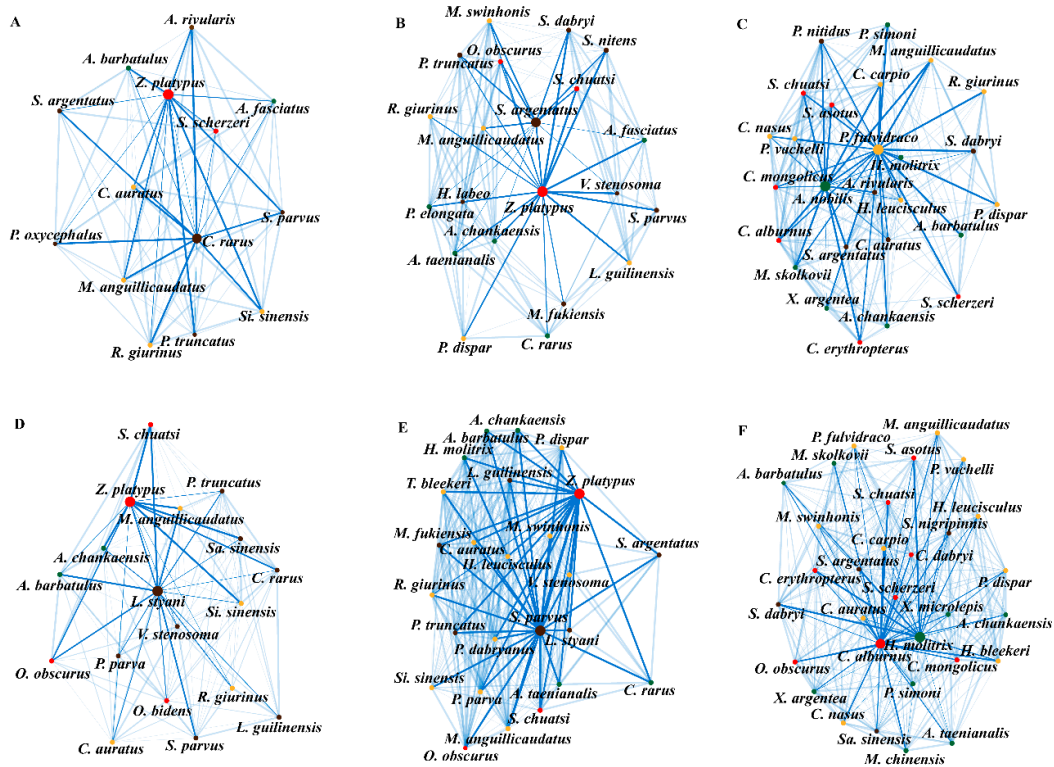 A
A. rivularis
A. barbatulus
Z. platypus
S. argentatus
A. fasciatus
S. scherzeri
C. auratus
S. parvus
P. oxycephalus
C. rarus
M. anguillicaudatus
Si. sinensis
P. truncatus
R. giurinus
B
M. swinhonis
S. dabryi
O. obscurus
S. nitens
P. truncatus
S. chuatsi
R. giurinus
S. argentatus
M. anguillicaudatus
A. fasciatus
H. labeo
V. stenosoma
P. elongata
Z. platypus
S. parvus
A. chankaensis
A. taenianalis
L. guilinensis
M. fukiensis
P. dispar
C. rarus
C
P. nitidus
P. simoni
M. anguillicaudatus
S. chuatsi
C. carpio
R. giurinus
S. asotus
C. nasus
P. fulvidraco
S. dabryi
P. vachelli
H. molitrix
C. mongolicus
A. rivularis
A. nobilis
H. leucisculus
P. dispar
C. alburnus
A. barbatulus
C. auratus
S. argentatus
M. skolkovii
S. scherzeri
X. argentea
A. chankaensis
C. erythropterus
D
S. chuatsi
Z. platypus
P. truncatus
M. anguillicaudatus
A. chankaensis
Sa. sinensis
A. barbatulus
C. rarus
L. styani
Si. sinensis
V. stenosoma
P. parva
O. obscurus
R. giurinus
O. bidens
L. guilinensis
C. auratus
S. parvus
E
A. chankaensis
A. barbatulus
P. dispar
H. molitrix
L. guilinensis
Z. platypus
T. bleekeri
M. swinhonis
M. fukiensis
C. auratus
S. argentatus
H. leucisculus
V. stenosoma
R. giurinus
S. parvus
P. truncatus
L. styani
P. dabryanus
Si. sinensis
A. taenianalis
C. rarus
P. parva
S. chuatsi
M. anguillicaudatus
O. obscurus
F
M. anguillicaudatus
P. fulvidraco
S. asotus
M. skolkovii
P. vachelli
A. barbatulus
S. chuatsi
H. leucisculus
M. swinhonis
S. nigripinnis
C. carpio
C. dabryi
S. argentatus
C. erythropterus
P. dispar
S. scherzeri
S. dabryi
C. auratus
X. microlepis
A. chankaensis
H. molitrix
H. bleekeri
C. alburnus
O. obscurus
C. mongolicus
X. argentea
P. simoni
C. nasus
Sa. sinensis
A. taenianalis
M. chinensis